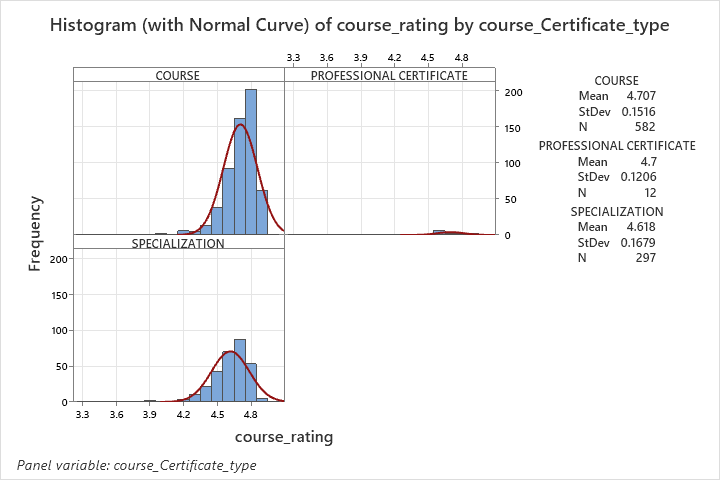 Histogram (with Normal Curve) of course_rating by course_Certificate_type
3.3 3.6 3.9 4.2 4.5 4.8
COURSE PROFESSIONAL CERTIFICATE
200
150
100
50
0
SPECIALIZATION
200
150
100
50
0
3.3 3.6 3.9 4.2 4.5 4.8
Frequency
course_rating
COURSE
Mean 4.707
StDev 0.1516
N 582
PROFESSIONAL CERTIFICATE
Mean 4.7
StDev 0.1206
N 12
SPECIALIZATION
Mean 4.618
StDev 0.1679
N 297
Panel variable: course_Certificate_type